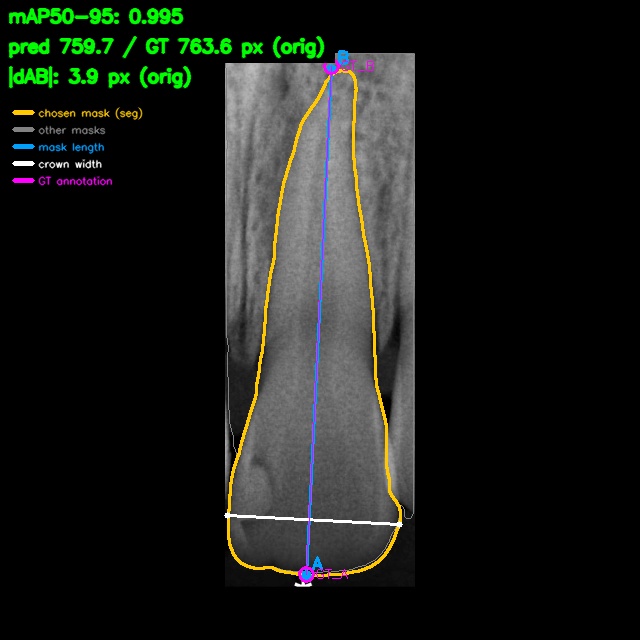 mAP50-95: 0.995
pred 759.7 / GT 763.6 px (orig)
|dAB|: 3.9 px (orig)
chosen mask (seg)
other masks
mask length
crown width
GT annotation
B
A